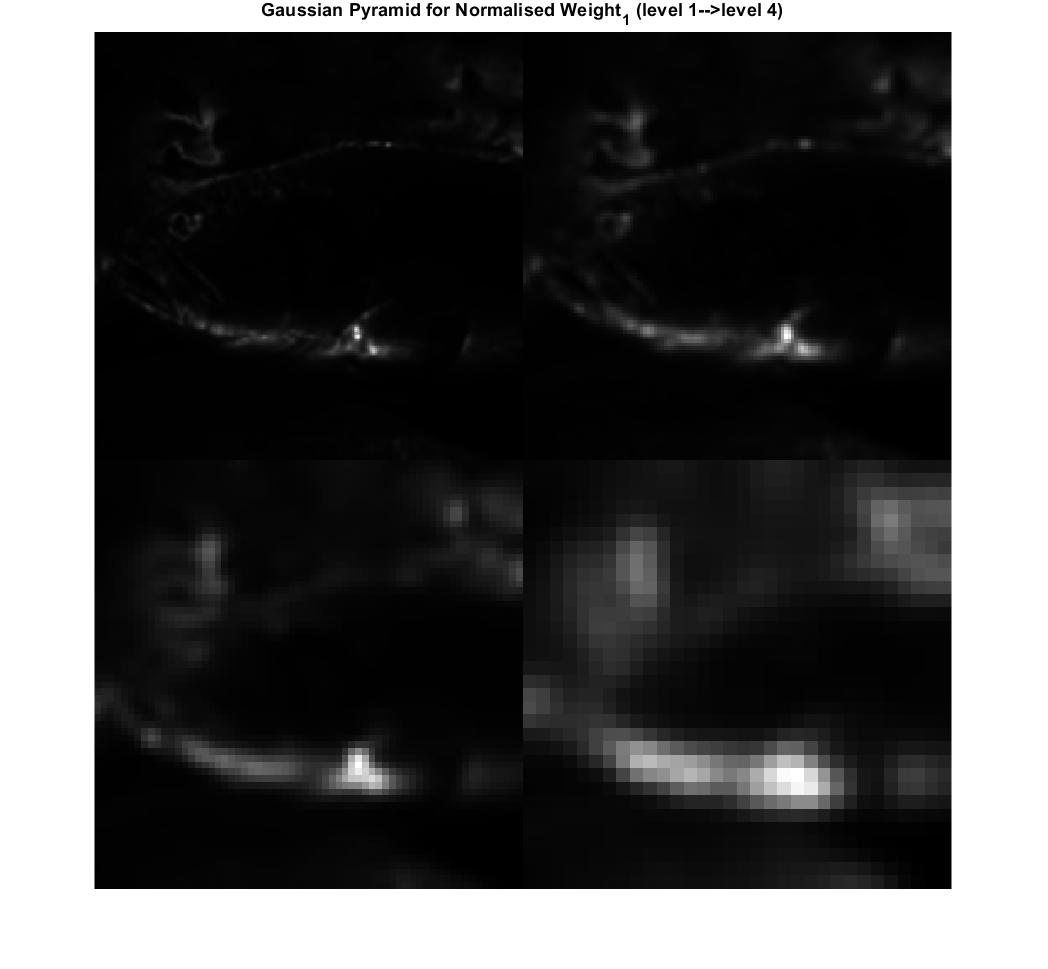 Gaussian Pyramid for Normalised Weight1 (level 1-->level 4)